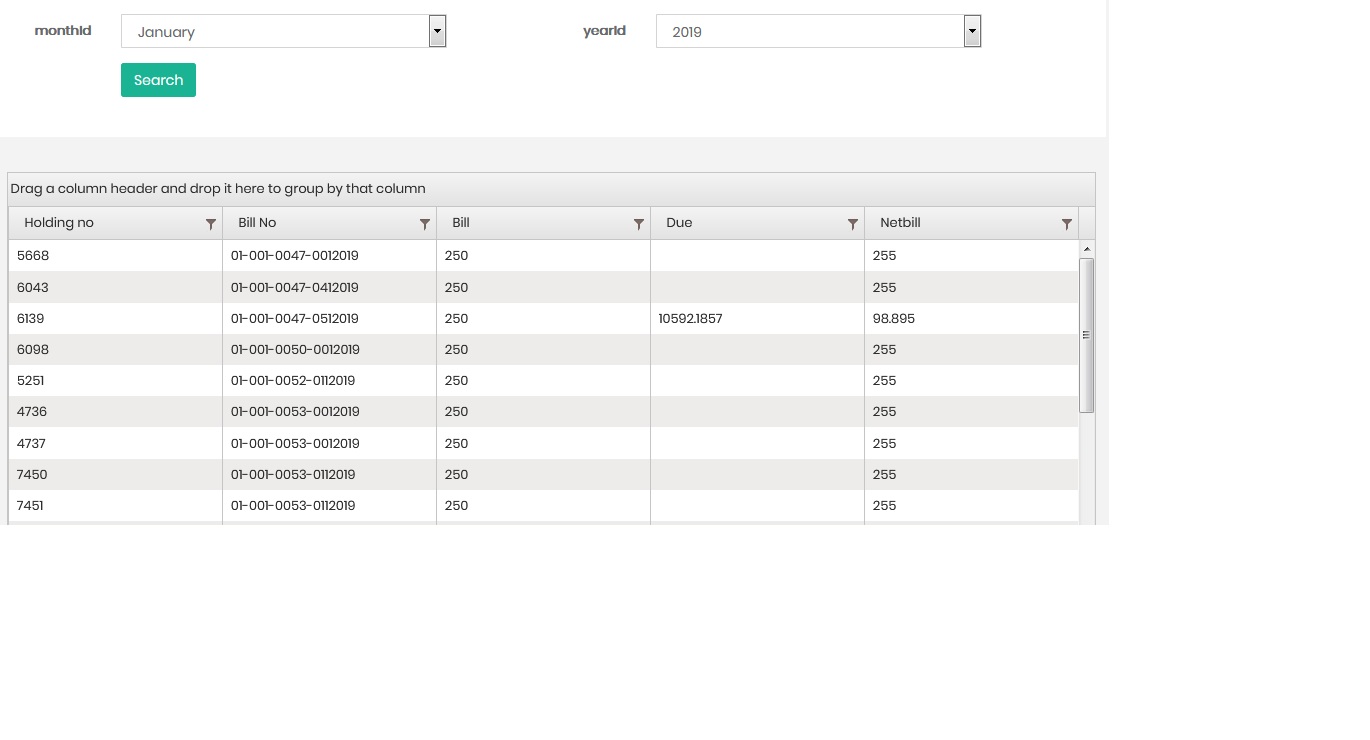 monthId January yearId 2019
Search
Drag a column header and drop it here to group by that column
Holding no Bill No Bill Due Netbill
5668 01-001-0047-0012019 250 255
6043 01-001-0047-0412019 250 255
6139 01-001-0047-0512019 250 10592.1857 98.895
6098 01-001-0050-0012019 250 255
5251 01-001-0052-0112019 250 255
4736 01-001-0053-0012019 250 255
4737 01-001-0053-0012019 250 255
7450 01-001-0053-0112019 250 255
7451 01-001-0053-0112019 250 255